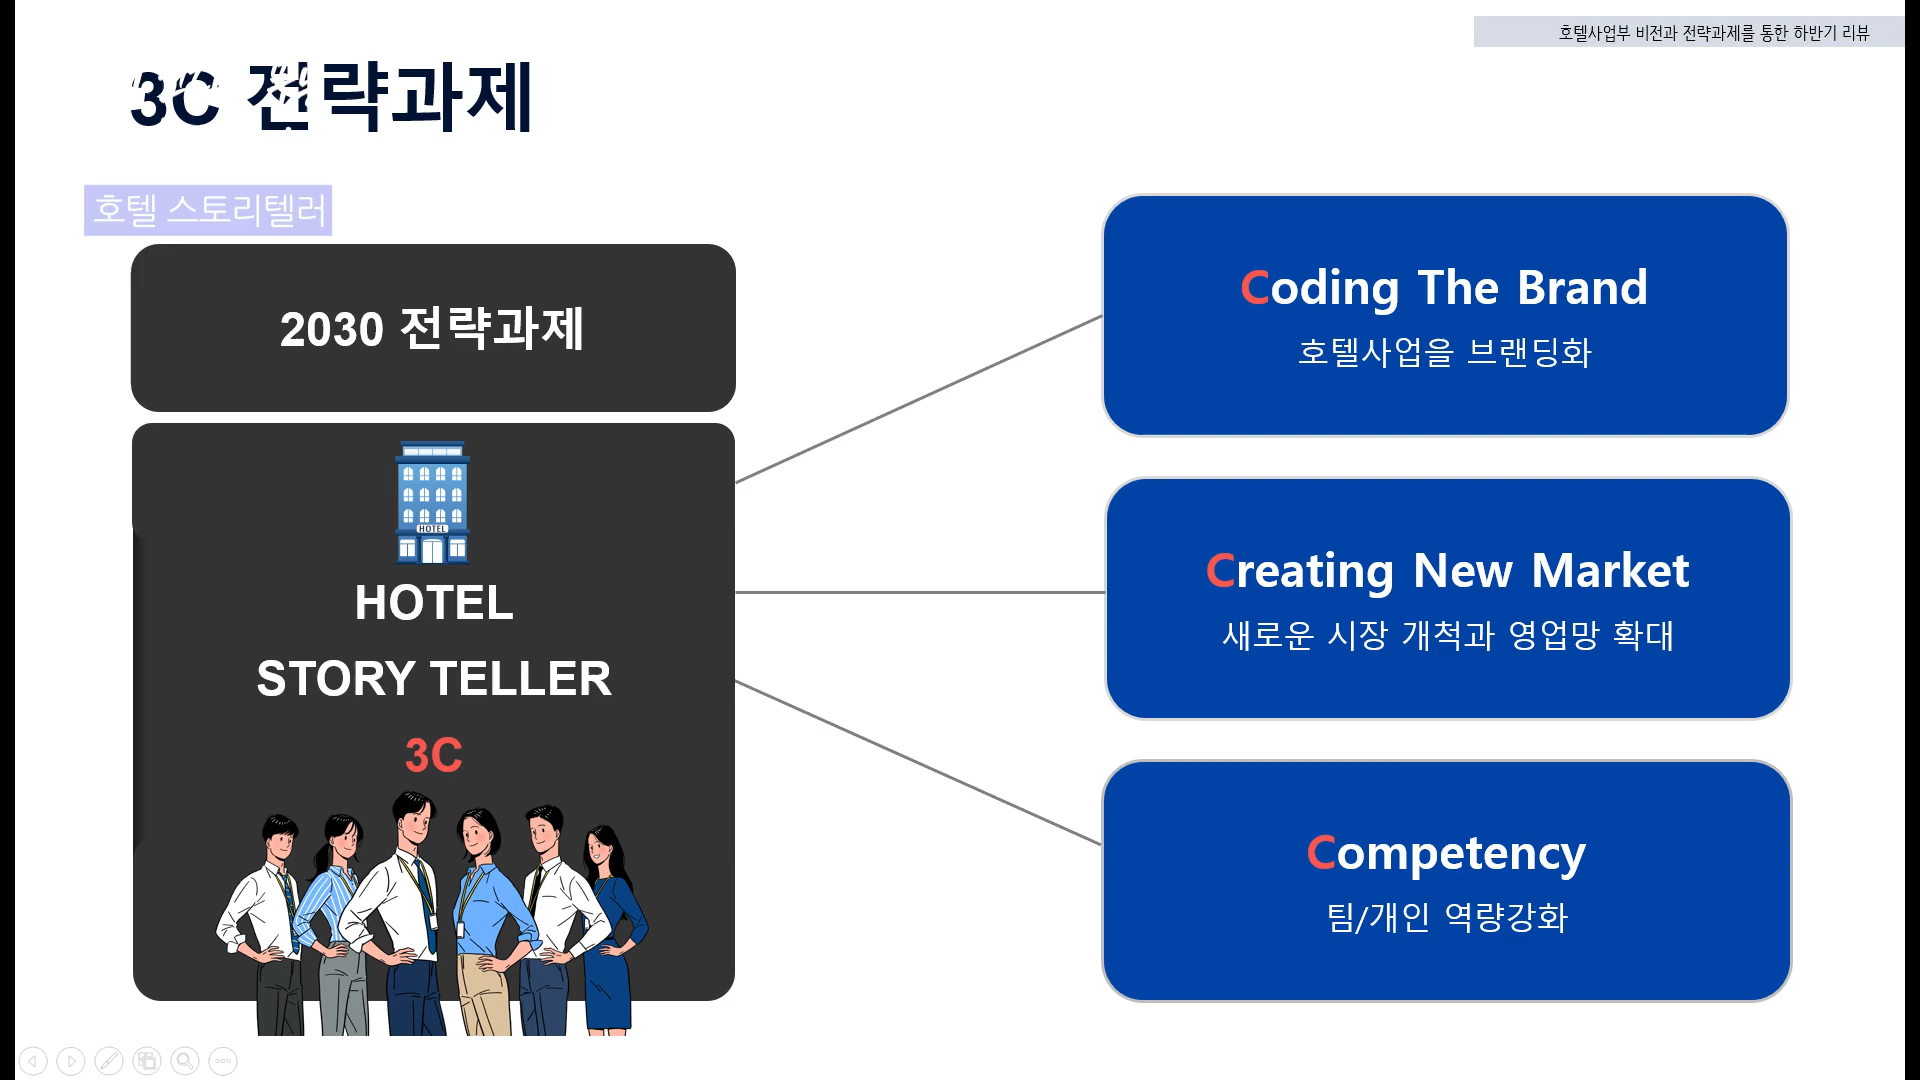 호텔사업부 비전과 전략과제를 통한 하반기 리뷰
3C 전략과제
호텔 스토리텔러
2030 전략과제
HOTEL
HOTEL
STORY TELLER
3C
Coding The Brand
호텔사업을 브랜딩화
Creating New Market
새로운 시장 개척과 영업망 확대
Competency
팀/개인 역량강화